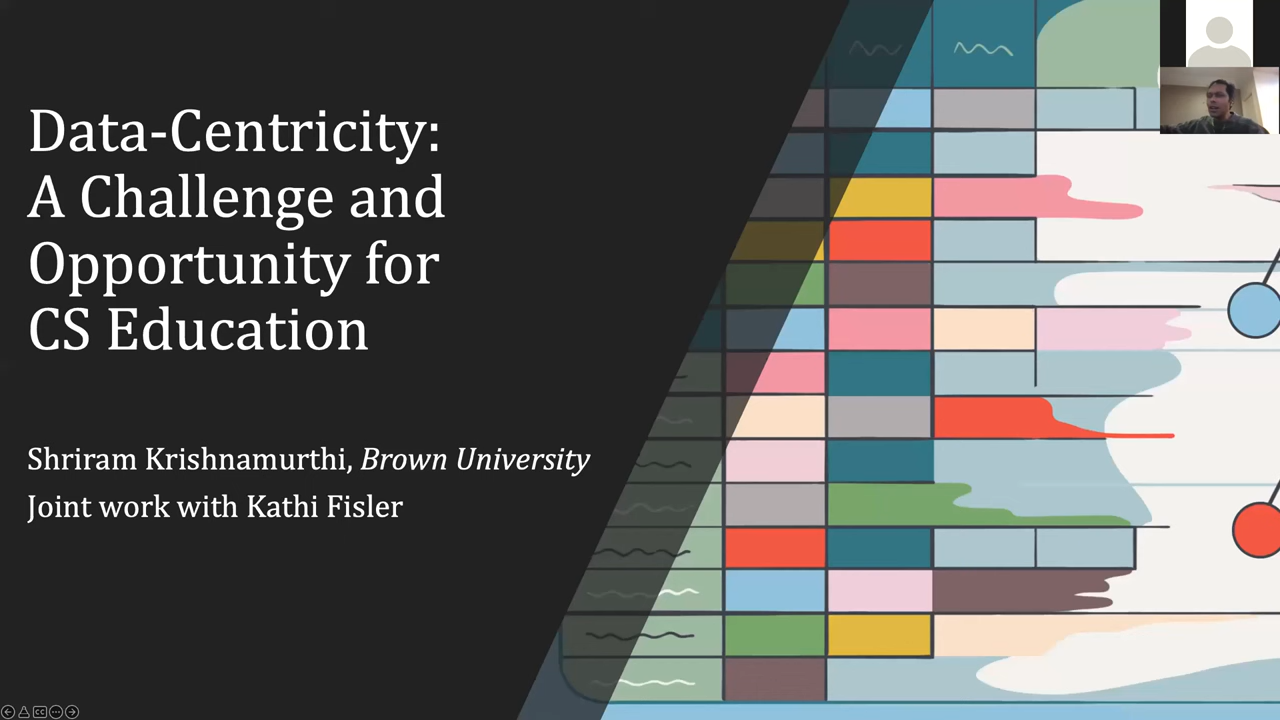 Data-Centricity:
A Challenge and
Opportunity for
CS Education
Shriram Krishnamurthi, Brown University
Joint work with Kathi Fisler